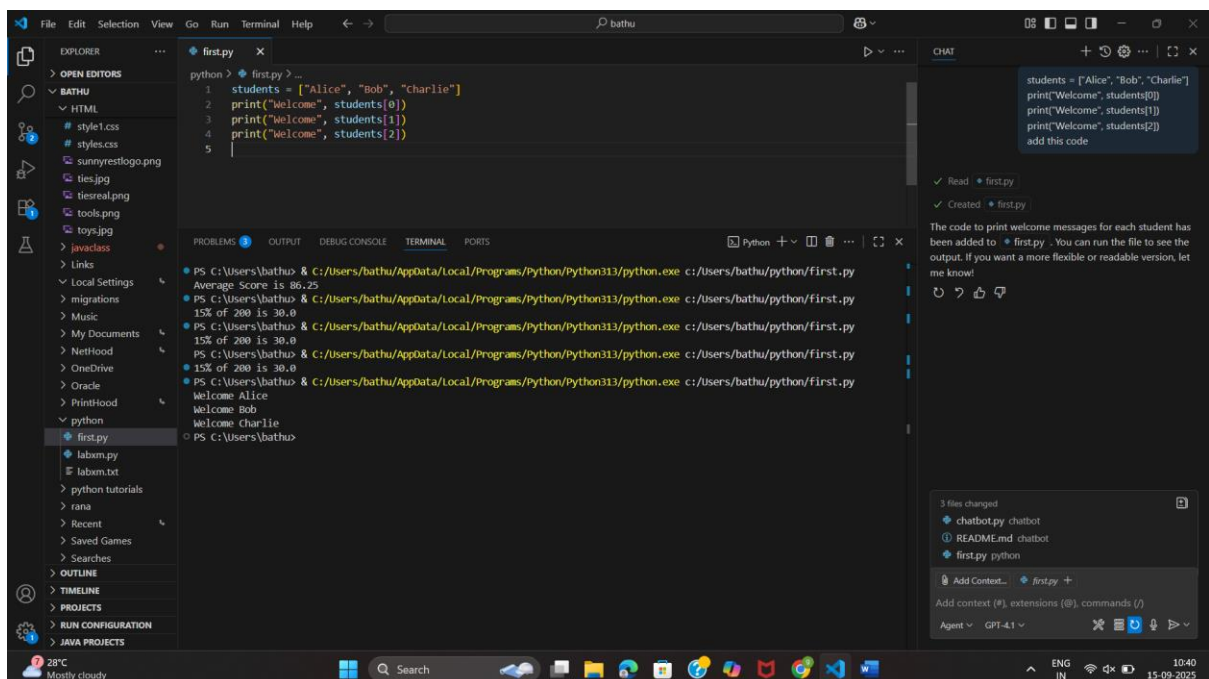 File Edit Selection View Go Run Terminal Help
bathu
EXPLORER
OPEN EDITORS
BATHU
HTML
# style1.css
# styles.css
sunnyrestlogo.png
ties.jpg
tiesreal.png
tools.png
toys.jpg
javaclass
Links
Local Settings
migrations
Music
My Documents
NetHood
OneDrive
Oracle
PrintHood
python
first.py
labxm.py
labxm.txt
python tutorials
rana
Recent
Saved Games
Searches
OUTLINE
TIMELINE
PROJECTS
RUN CONFIGURATION
JAVA PROJECTS
2
1
1
first.py
python > first.py > ...
1 students = ["Alice", "Bob", "Charlie"]
2 print("Welcome", students[0])
3 print("Welcome", students[1])
4 print("Welcome", students[2])
5
PROBLEMS 3 OUTPUT DEBUG CONSOLE TERMINAL PORTS
Python
PS C:\Users\bathu> & C:/Users/bathu/AppData/Local/Programs/Python/Python313/python.exe c:/Users/bathu/python/first.py
Average Score is 86.25
PS C:\Users\bathu> & C:/Users/bathu/AppData/Local/Programs/Python/Python313/python.exe c:/Users/bathu/python/first.py
15% of 200 is 30.0
PS C:\Users\bathu> & C:/Users/bathu/AppData/Local/Programs/Python/Python313/python.exe c:/Users/bathu/python/first.py
15% of 200 is 30.0
PS C:\Users\bathu> & C:/Users/bathu/AppData/Local/Programs/Python/Python313/python.exe c:/Users/bathu/python/first.py
15% of 200 is 30.0
PS C:\Users\bathu> & C:/Users/bathu/AppData/Local/Programs/Python/Python313/python.exe c:/Users/bathu/python/first.py
Welcome Alice
Welcome Bob
Welcome Charlie
PS C:\Users\bathu>
CHAT
students = ["Alice", "Bob", "Charlie"]
print("Welcome", students[0])
print("Welcome", students[1])
print("Welcome", students[2])
add this code
Read first.py
Created first.py
The code to print welcome messages for each student has
been added to first.py . You can run the file to see the
output. If you want a more flexible or readable version, let
me know!
3 files changed
chatbot.py chatbot
README.md chatbot
first.py python
Add Context... first.py +
Add context (#), extensions (@), commands (/)
Agent GPT-4.1
7
28°C
Mostly cloudy
Search
ENG
IN
10:40
15-09-2025